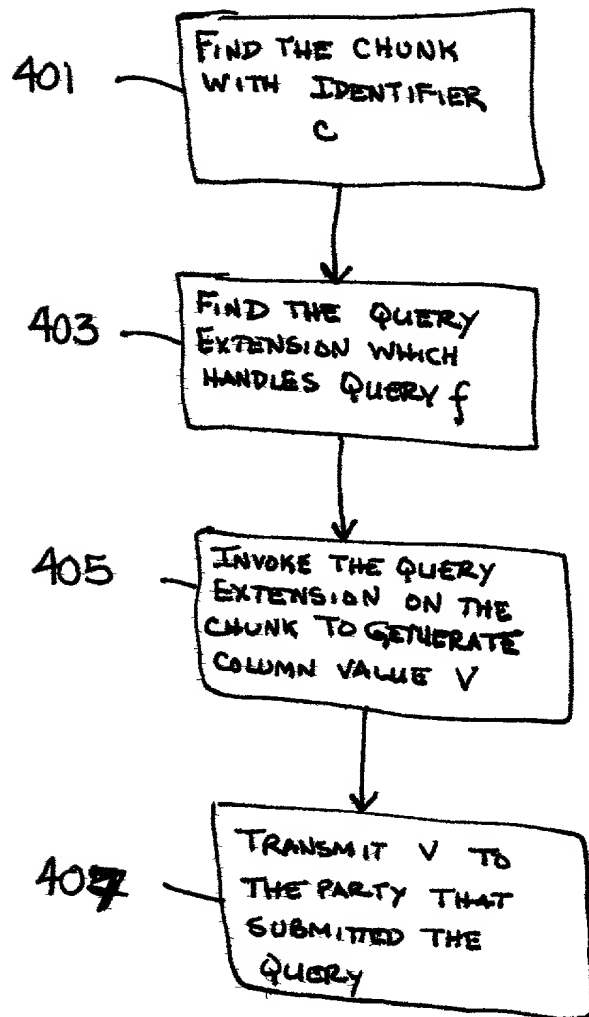 401
FIND THE CHUNK
WITH IDENTIFIER
C
403
FIND THE QUERY
EXTENSION WHICH
HANDLES QUERY f
405
INVOKE THE QUERY
EXTENSION ON THE
CHUNK TO GENERATE
COLUMN VALUE V
407
TRANSMIT V TO
THE PARTY THAT
SUBMITTED THE
QUERY